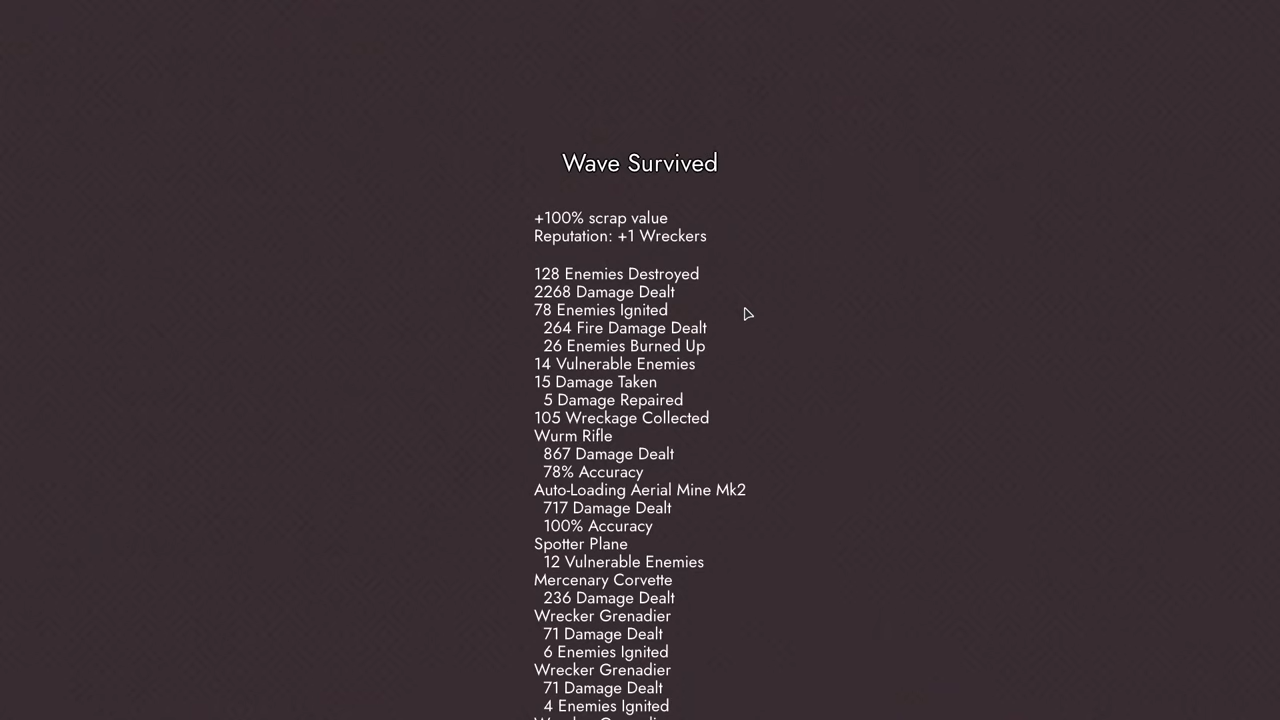 Wave Survived
+100% scrap value
Reputation: +1 Wreckers
128 Enemies Destroyed
2268 Damage Dealt
78 Enemies Ignited
264 Fire Damage Dealt
26 Enemies Burned Up
14 Vulnerable Enemies
15 Damage Taken
5 Damage Repaired
105 Wreckage Collected
Wurm Rifle
867 Damage Dealt
78% Accuracy
Auto-Loading Aerial Mine Mk2
717 Damage Dealt
100% Accuracy
Spotter Plane
12 Vulnerable Enemies
Mercenary Corvette
236 Damage Dealt
Wrecker Grenadier
71 Damage Dealt
6 Enemies Ignited
Wrecker Grenadier
71 Damage Dealt
4 Enemies Ignited